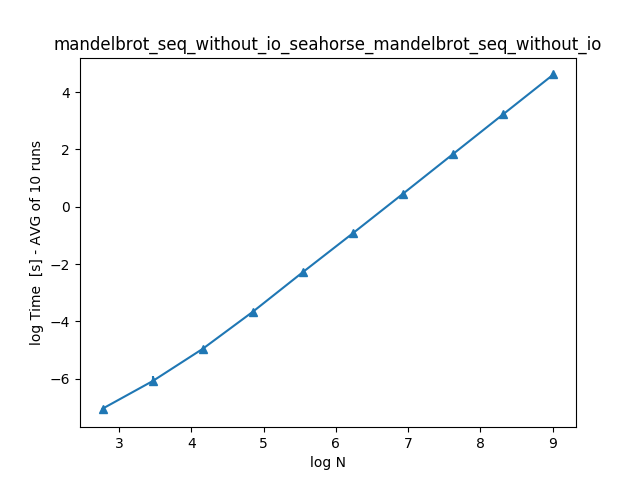 mandelbrot_seq_without_io_seahorse_mandelbrot_seq_without_io
log Time  [s] - AVG of 10 runs
4
2
0
−2
−4
−6
3 4 5 6 7 8 9
log N